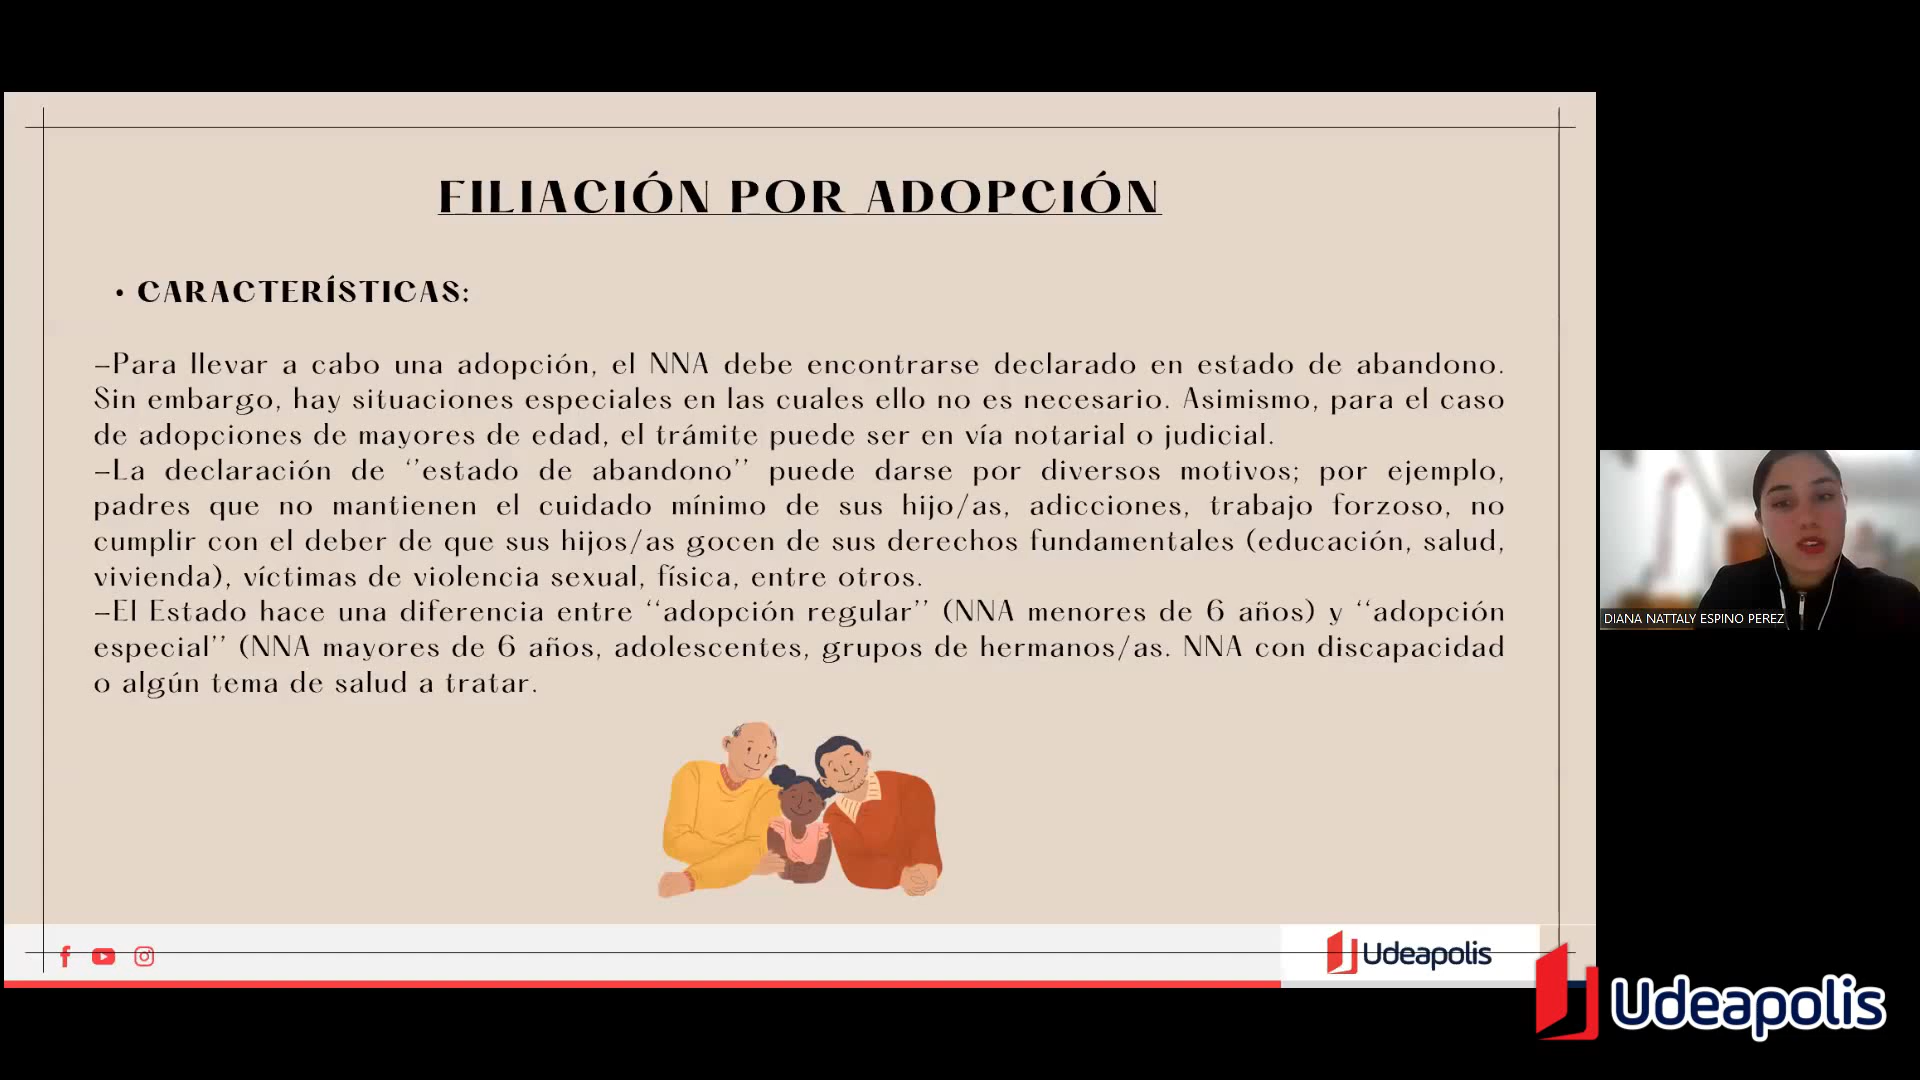 FILIACIÓN POR ADOPCIÓN
• CARACTERÍSTICAS:
-Para llevar a cabo una adopción, el NNA debe encontrarse declarado en estado de abandono.
Sin embargo, hay situaciones especiales en las cuales ello no es necesario. Asimismo, para el caso
de adopciones de mayores de edad, el trámite puede ser en vía notarial o judicial.
-La declaración de ‘’estado de abandono’’ puede darse por diversos motivos; por ejemplo,
padres que no mantienen el cuidado mínimo de sus hijo/as, adicciones, trabajo forzoso, no
cumplir con el deber de que sus hijos/as gocen de sus derechos fundamentales (educación, salud,
vivienda), víctimas de violencia sexual, física, entre otros.
-El Estado hace una diferencia entre ‘‘adopción regular’’ (NNA menores de 6 años) y ‘‘adopción
especial’’ (NNA mayores de 6 años, adolescentes, grupos de hermanos/as. NNA con discapacidad
o algún tema de salud a tratar.
DIANA NATTALY ESPINO PEREZ
Udeapolis
Udeapolis